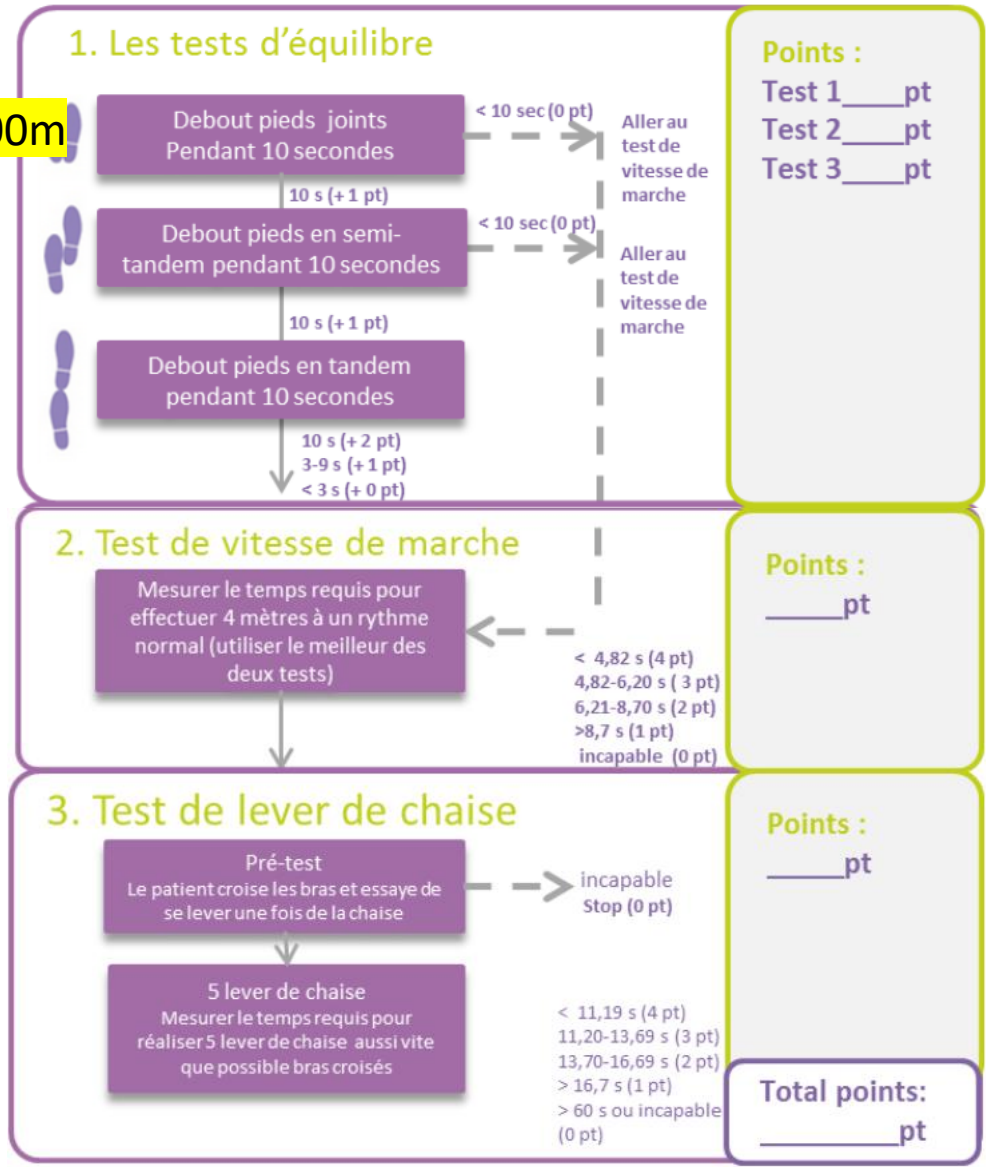 1. Les tests d'équilibre
00m
Debout pieds joints
Pendant 10 secondes
< 10 sec (0 pt)
Aller au
test de
vitesse de
marche
10 s (+ 1 pt)
Debout pieds en semi-
tandem pendant 10 secondes
< 10 sec (0 pt)
Aller au
test de
vitesse de
marche
10 s (+ 1 pt)
Debout pieds en tandem
pendant 10 secondes
10 s (+ 2 pt)
3-9 s (+ 1 pt)
< 3 s (+ 0 pt)
Points :
Test 1____pt
Test 2____pt
Test 3____pt
2. Test de vitesse de marche
Mesurer le temps requis pour
effectuer 4 mètres à un rythme
normal (utiliser le meilleur des
deux tests)
< 4,82 s (4 pt)
4,82-6,20 s ( 3 pt)
6,21-8,70 s (2 pt)
>8,7 s (1 pt)
incapable (0 pt)
Points :
_____pt
3. Test de lever de chaise
Pré-test
Le patient croise les bras et essaye de
se lever une fois de la chaise
incapable
Stop (0 pt)
5 lever de chaise
Mesurer le temps requis pour
réaliser 5 lever de chaise aussi vite
que possible bras croisés
< 11,19 s (4 pt)
11,20-13,69 s (3 pt)
13,70-16,69 s (2 pt)
> 16,7 s (1 pt)
> 60 s ou incapable
(0 pt)
Points :
_____pt
Total points:
_________pt